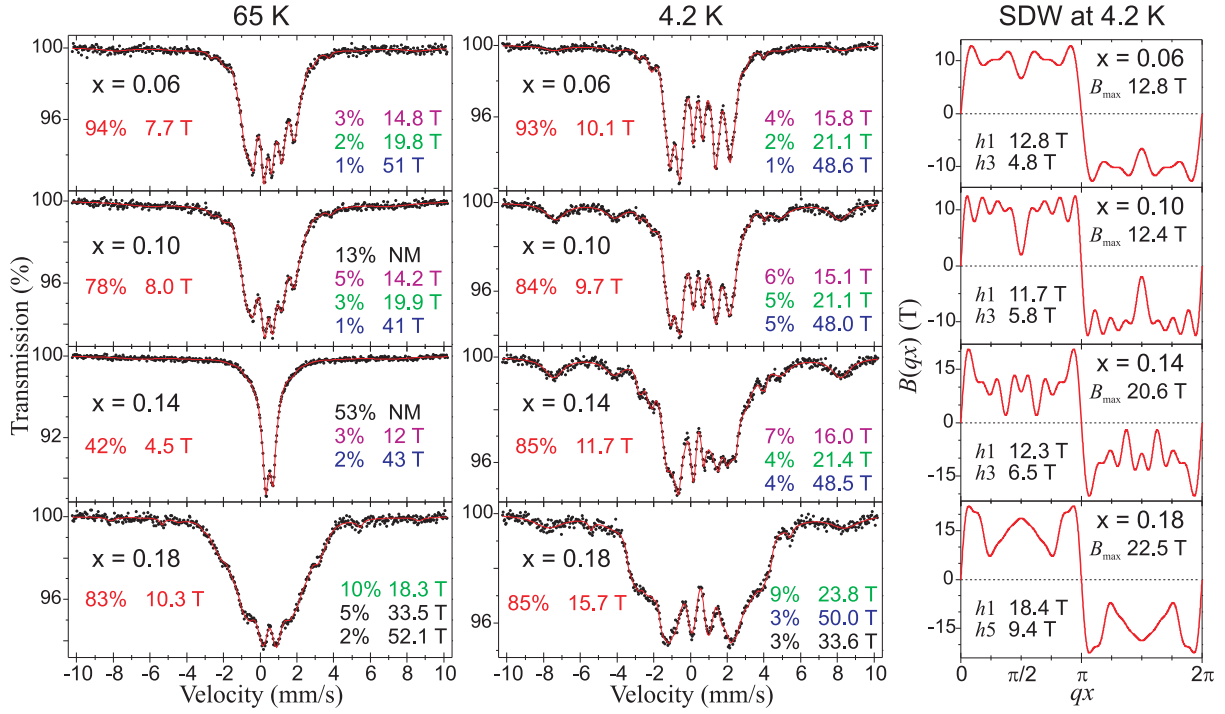 65 K
4.2 K
SDW at 4.2 K
Transmission (%)
100
96
x = 0.06
94% 7.7 T
3% 14.8 T
2% 19.8 T
1% 51 T
100
96
x = 0.10
78% 8.0 T
13% NM
5% 14.2 T
3% 19.9 T
1% 41 T
100
92
x = 0.14
42% 4.5 T
53% NM
3% 12 T
2% 43 T
100
96
x = 0.18
83% 10.3 T
10% 18.3 T
5% 33.5 T
2% 52.1 T
-10 -8 -6 -4 -2 0 2 4 6 8 10
Velocity (mm/s)
100
96
x = 0.06
93% 10.1 T
4% 15.8 T
2% 21.1 T
1% 48.6 T
100
96
x = 0.10
84% 9.7 T
6% 15.1 T
5% 21.1 T
5% 48.0 T
100
96
x = 0.14
85% 11.7 T
7% 16.0 T
4% 21.4 T
4% 48.5 T
100
96
x = 0.18
85% 15.7 T
9% 23.8 T
3% 50.0 T
3% 33.6 T
-10 -8 -6 -4 -2 0 2 4 6 8 10
Velocity (mm/s)
B(qx) (T)
10
0
-10
x = 0.06
Bmax 12.8 T
h1 12.8 T
h3 4.8 T
10
0
-10
x = 0.10
Bmax 12.4 T
h1 11.7 T
h3 5.8 T
15
0
-15
x = 0.14
Bmax 20.6 T
h1 12.3 T
h3 6.5 T
15
0
-15
x = 0.18
Bmax 22.5 T
h1 18.4 T
h5 9.4 T
0 π/2 π 2π
qx